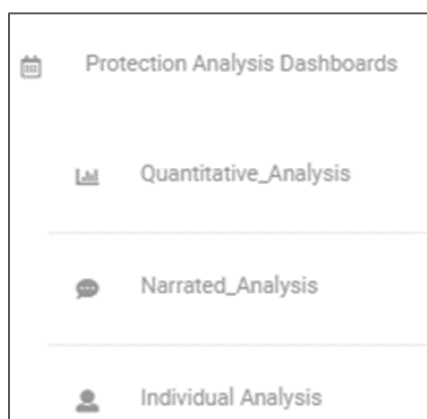 Protection Analysis Dashboards
Quantitative_Analysis
Narrated_Analysis
Individual Analysis